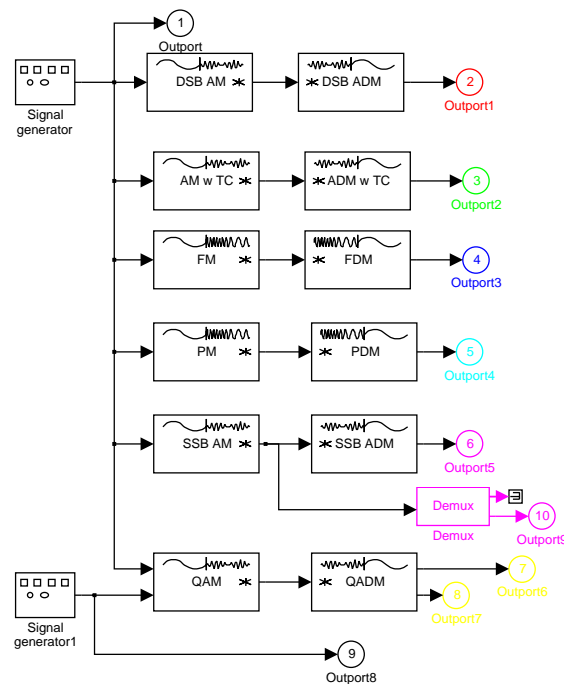 1
Outport
Signal
generator
DSB AM
DSB ADM
2
Outport1
AM w TC
ADM w TC
3
Outport2
FM
FDM
4
Outport3
PM
PDM
5
Outport4
SSB AM
SSB ADM
6
Outport5
Demux
Demux
10
Outport9
QAM
QADM
7
Outport6
8
Outport7
Signal
generator1
9
Outport8